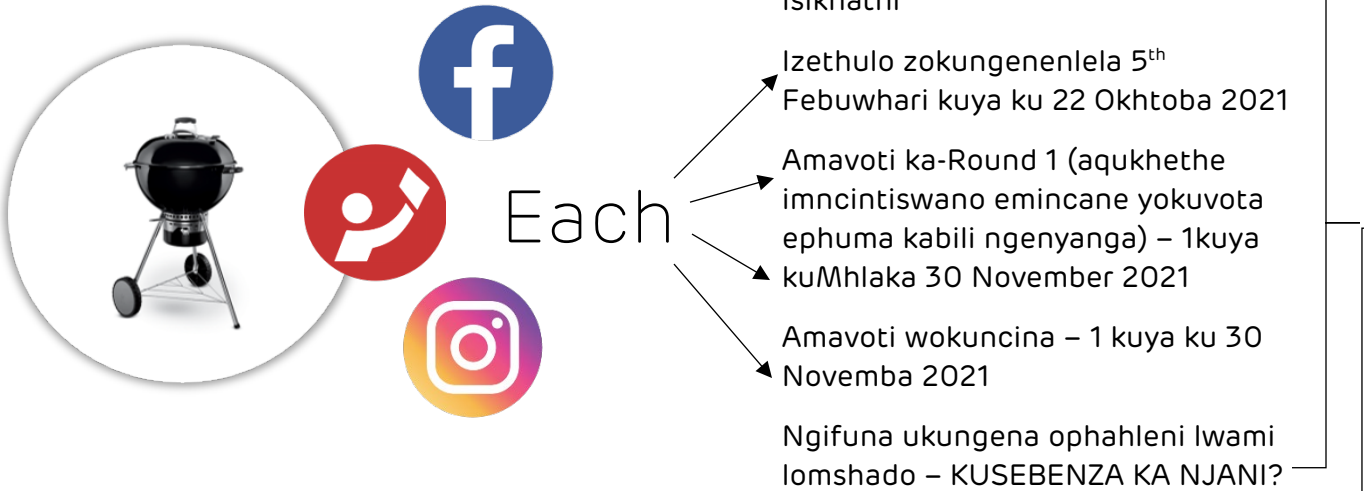 isikhathi
Izethulo zokungenenlela 5th
Febuwhari kuya ku 22 Okhtoba 2021
Each
Amavoti ka-Round 1 (aqukhethe
imncintiswano emincane yokuvota
ephuma kabili ngenyanga) – 1kuya
kuMhlaka 30 November 2021
Amavoti wokuncina – 1 kuya ku 30
Novemba 2021
Ngifuna ukungena ophahleni lwami
lomshado – KUSEBENZA KA NJANI?